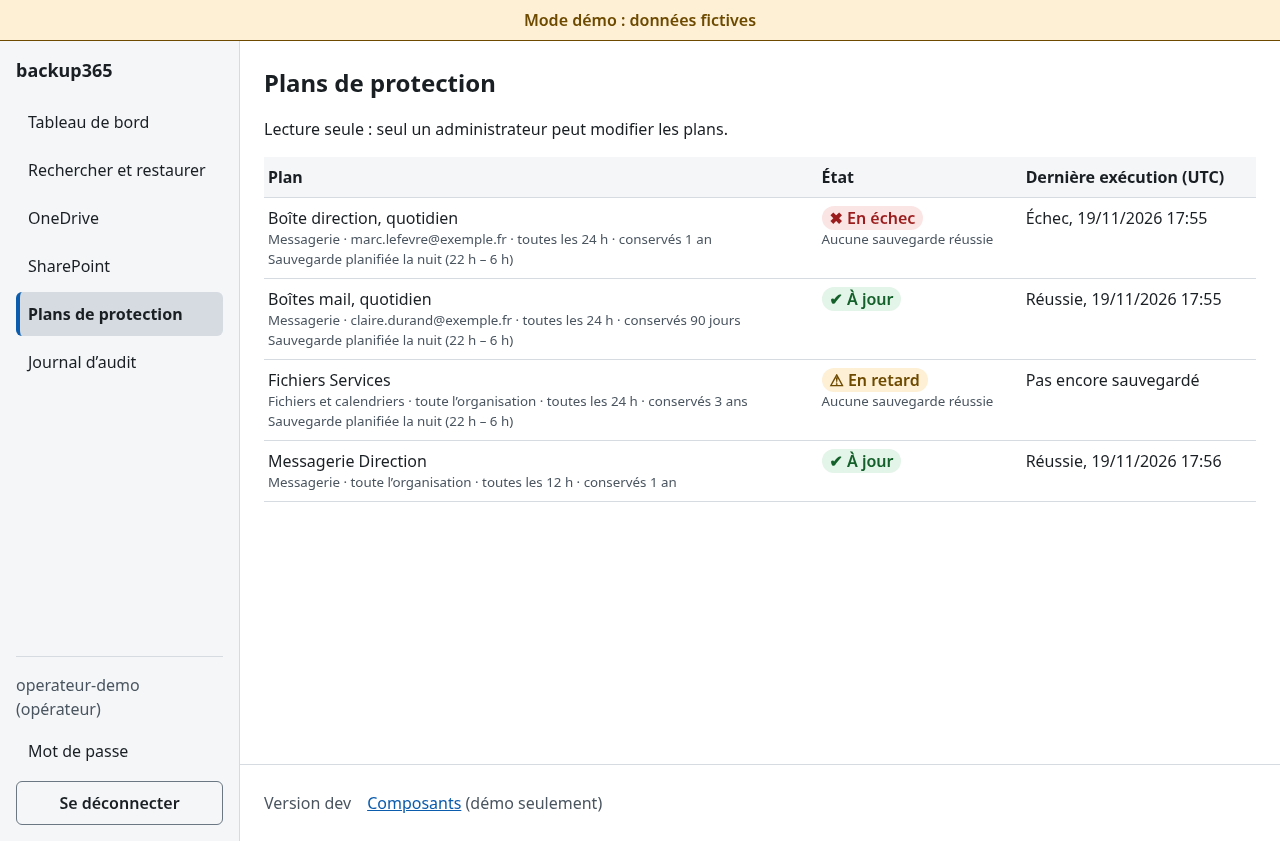 Mode démo : données fictives
backup365
Tableau de bord
Rechercher et restaurer
OneDrive
SharePoint
Plans de protection
Journal d’audit
operateur-demo
(opérateur)
Mot de passe
Se déconnecter
Plans de protection
Lecture seule : seul un administrateur peut modifier les plans.
Plan État Dernière exécution (UTC)
Boîte direction, quotidien ✖ En échec Échec, 19/11/2026 17:55
Messagerie · marc.lefevre@exemple.fr · toutes les 24 h · conservés 1 an Aucune sauvegarde réussie
Sauvegarde planifiée la nuit (22 h – 6 h)
Boîtes mail, quotidien ✔ À jour Réussie, 19/11/2026 17:55
Messagerie · claire.durand@exemple.fr · toutes les 24 h · conservés 90 jours
Sauvegarde planifiée la nuit (22 h – 6 h)
Fichiers Services ⚠ En retard Pas encore sauvegardé
Fichiers et calendriers · toute l’organisation · toutes les 24 h · conservés 3 ans Aucune sauvegarde réussie
Sauvegarde planifiée la nuit (22 h – 6 h)
Messagerie Direction ✔ À jour Réussie, 19/11/2026 17:56
Messagerie · toute l’organisation · toutes les 12 h · conservés 1 an
Version dev Composants (démo seulement)